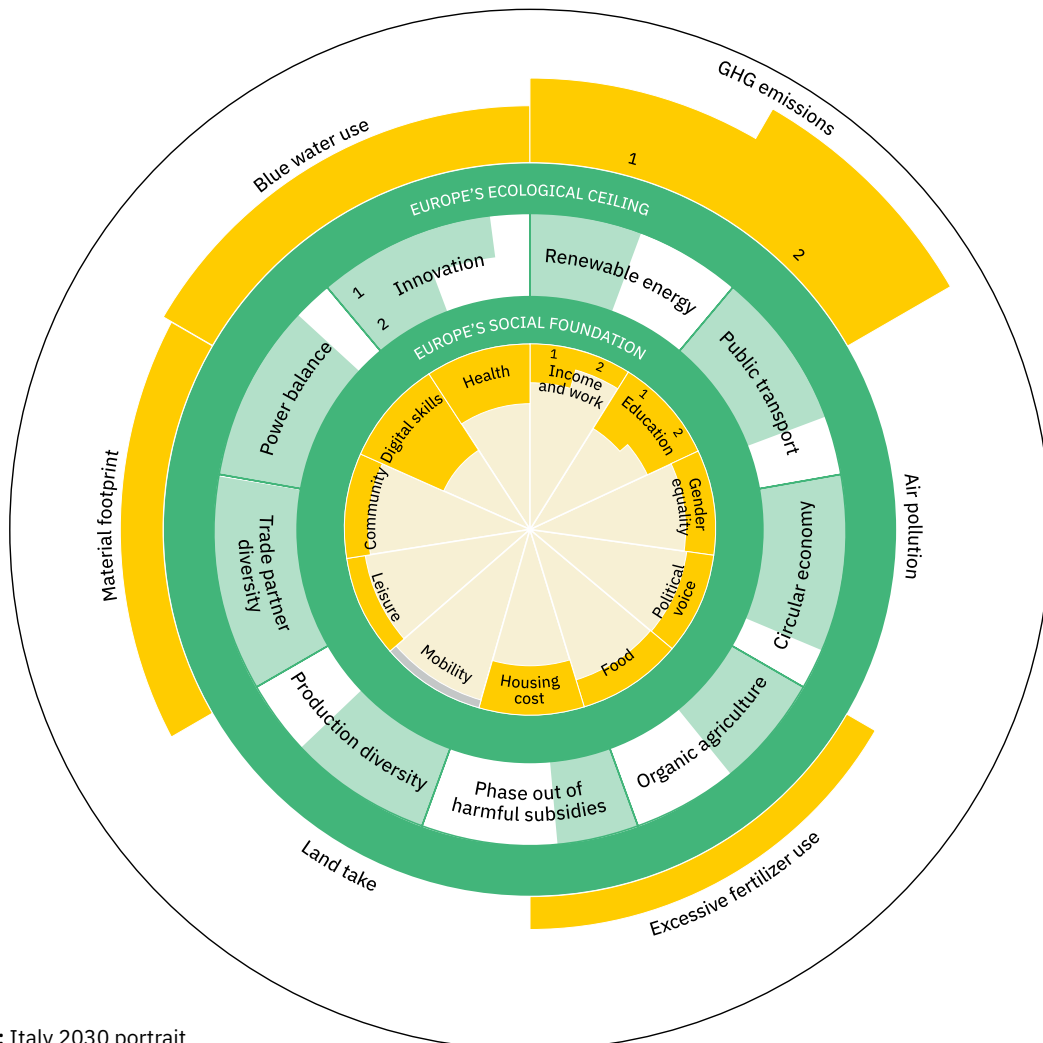 GHG emissions
1
2
Blue water use
EUROPE'S ECOLOGICAL CEILING
Innovation
1
2
Renewable energy
Public transport
Power balance
EUROPE'S SOCIAL FOUNDATION
Health
1
2
Income
and work
1
Education
2
Digital skills
Gender
equality
Community
Political
voice
Leisure
Mobility
Housing
cost
Food
Material footprint
Air pollution
Trade partner
diversity
Circular economy
Production diversity
Organic agriculture
Phase out of
harmful subsidies
Land take
Excessive fertilizer use
: Italy 2030 portrait